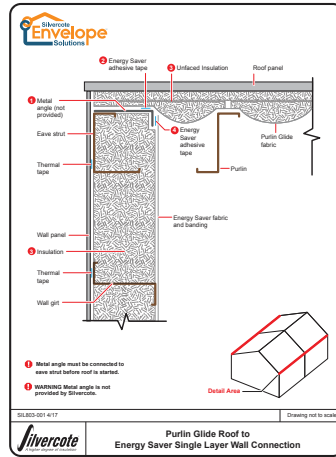 Silvercote
Envelope
Solutions
2 Energy Saver
adhesive tape
3 Unfaced Insulation
Roof panel
1 Metal
angle (not
provided)
Eave strut
4 Energy
Saver
adhesive
tape
Purlin Glide
fabric
Thermal
tape
Purlin
Energy Saver fabric
and banding
Wall panel
3 Insulation
Thermal
tape
Wall girt
! Metal angle must be connected to
eave strut before roof is started.
! WARNING Metal angle is not
provided by Silvercote.
Detail Area
SIL803-001 4/17
Drawing not to scale
Silvercote
A higher degree of insulation
Purlin Glide Roof to
Energy Saver Single Layer Wall Connection